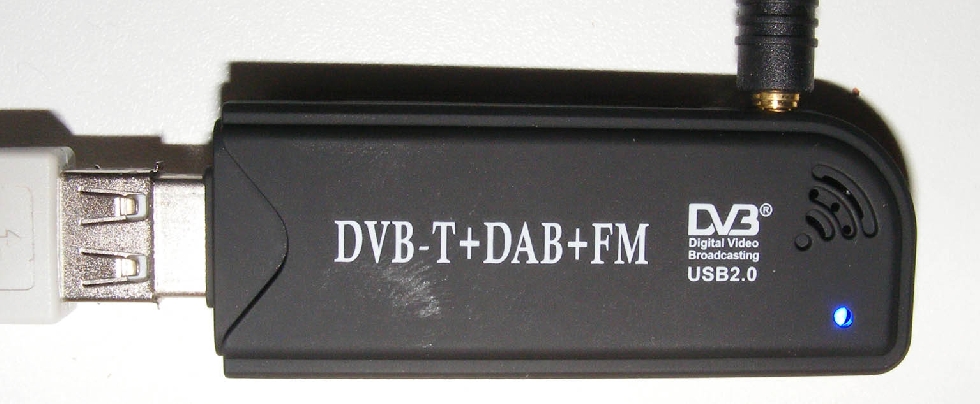 DVB-T+DAB+FM
DVB®
Digital Video
Broadcasting
USB2.0